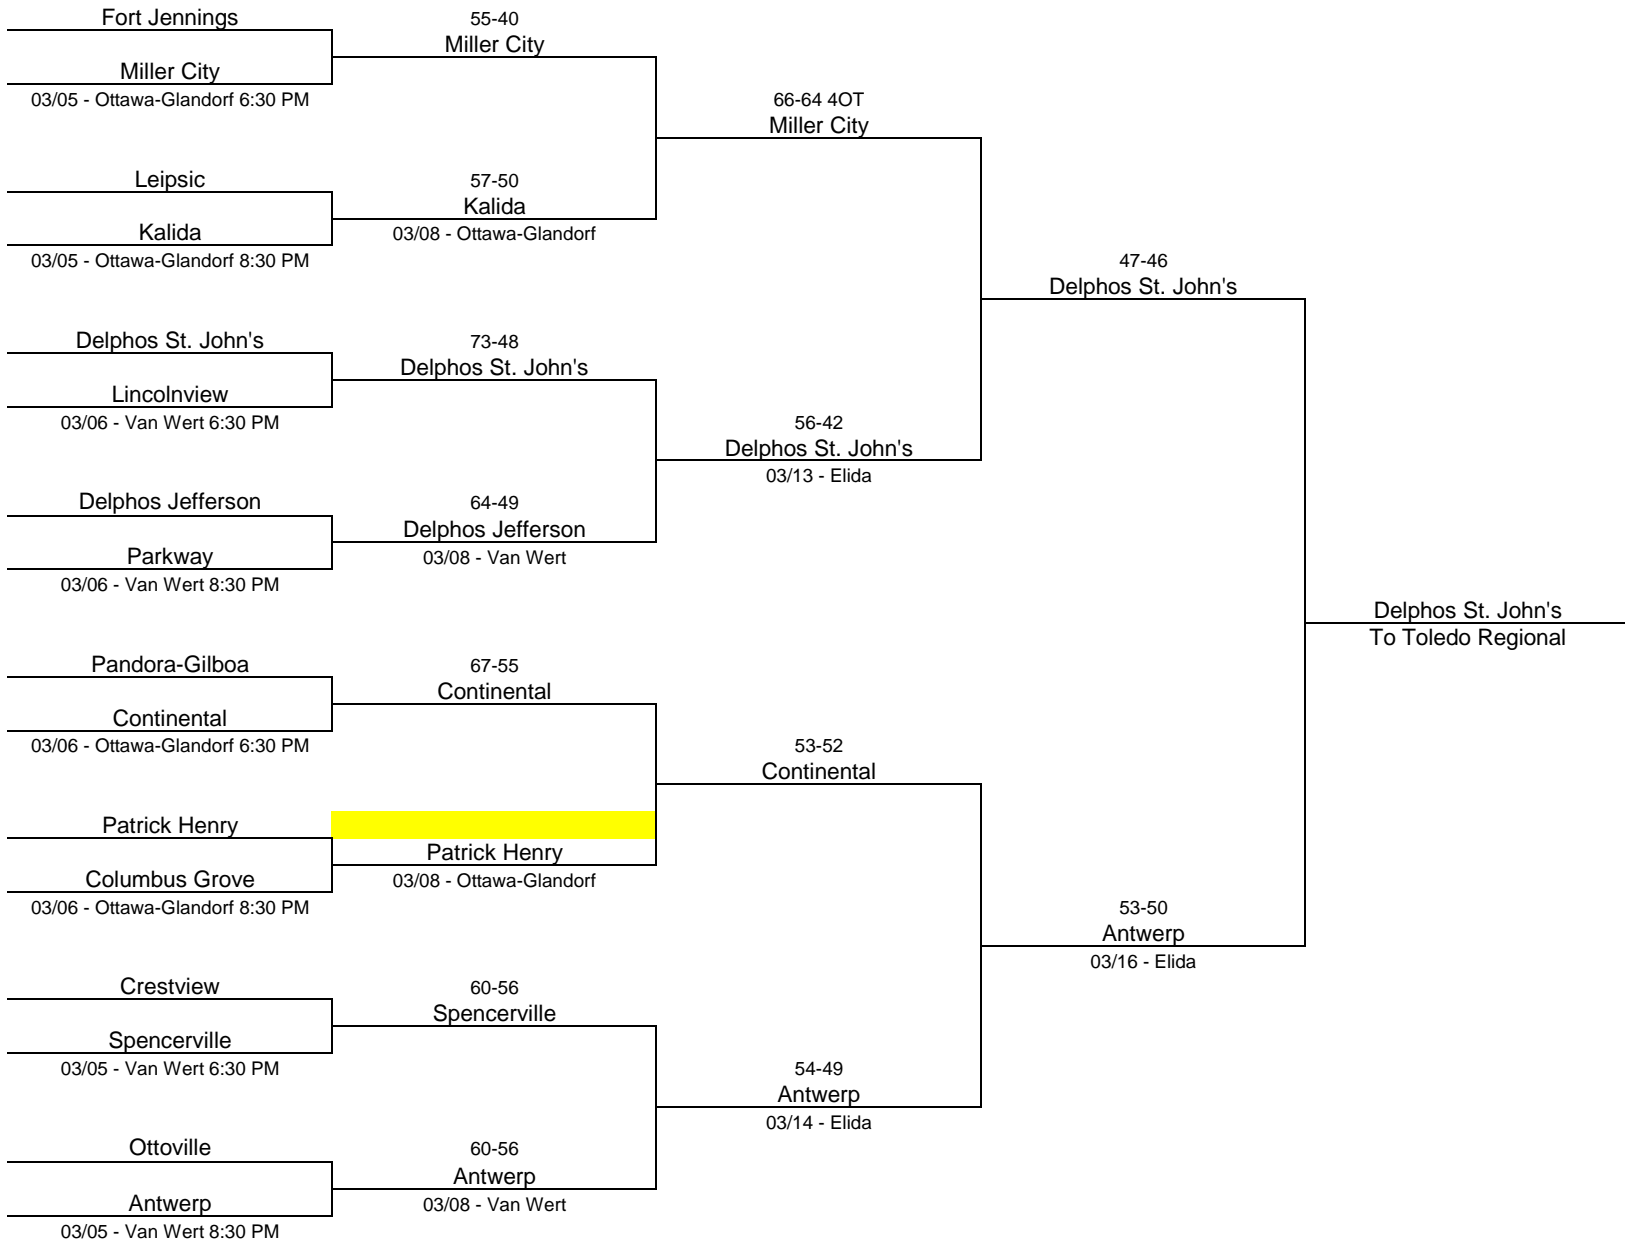 Fort Jennings
Miller City
03/05 - Ottawa-Glandorf 6:30 PM
Leipsic
Kalida
03/05 - Ottawa-Glandorf 8:30 PM
Delphos St. John's
Lincolnview
03/06 - Van Wert 6:30 PM
Delphos Jefferson
Parkway
03/06 - Van Wert 8:30 PM
Pandora-Gilboa
Continental
03/06 - Ottawa-Glandorf 6:30 PM
Patrick Henry
Columbus Grove
03/06 - Ottawa-Glandorf 8:30 PM
Crestview
Spencerville
03/05 - Van Wert 6:30 PM
Ottoville
Antwerp
03/05 - Van Wert 8:30 PM
55-40
Miller City
57-50
Kalida
03/08 - Ottawa-Glandorf
73-48
Delphos St. John's
64-49
Delphos Jefferson
03/08 - Van Wert
67-55
Continental
Patrick Henry
03/08 - Ottawa-Glandorf
60-56
Spencerville
60-56
Antwerp
03/08 - Van Wert
66-64 4OT
Miller City
56-42
Delphos St. John's
03/13 - Elida
53-52
Continental
54-49
Antwerp
03/14 - Elida
47-46
Delphos St. John's
53-50
Antwerp
03/16 - Elida
Delphos St. John's
To Toledo Regional